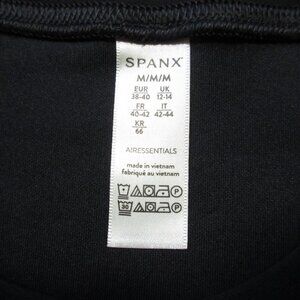 SPANX
M/M/M
EUR UK
38-40 12-14
FR IT
40-42 42-44
KR
66
AIRESSENTIALS
made in vietnam
fabriqué au vietnam
P
30 P